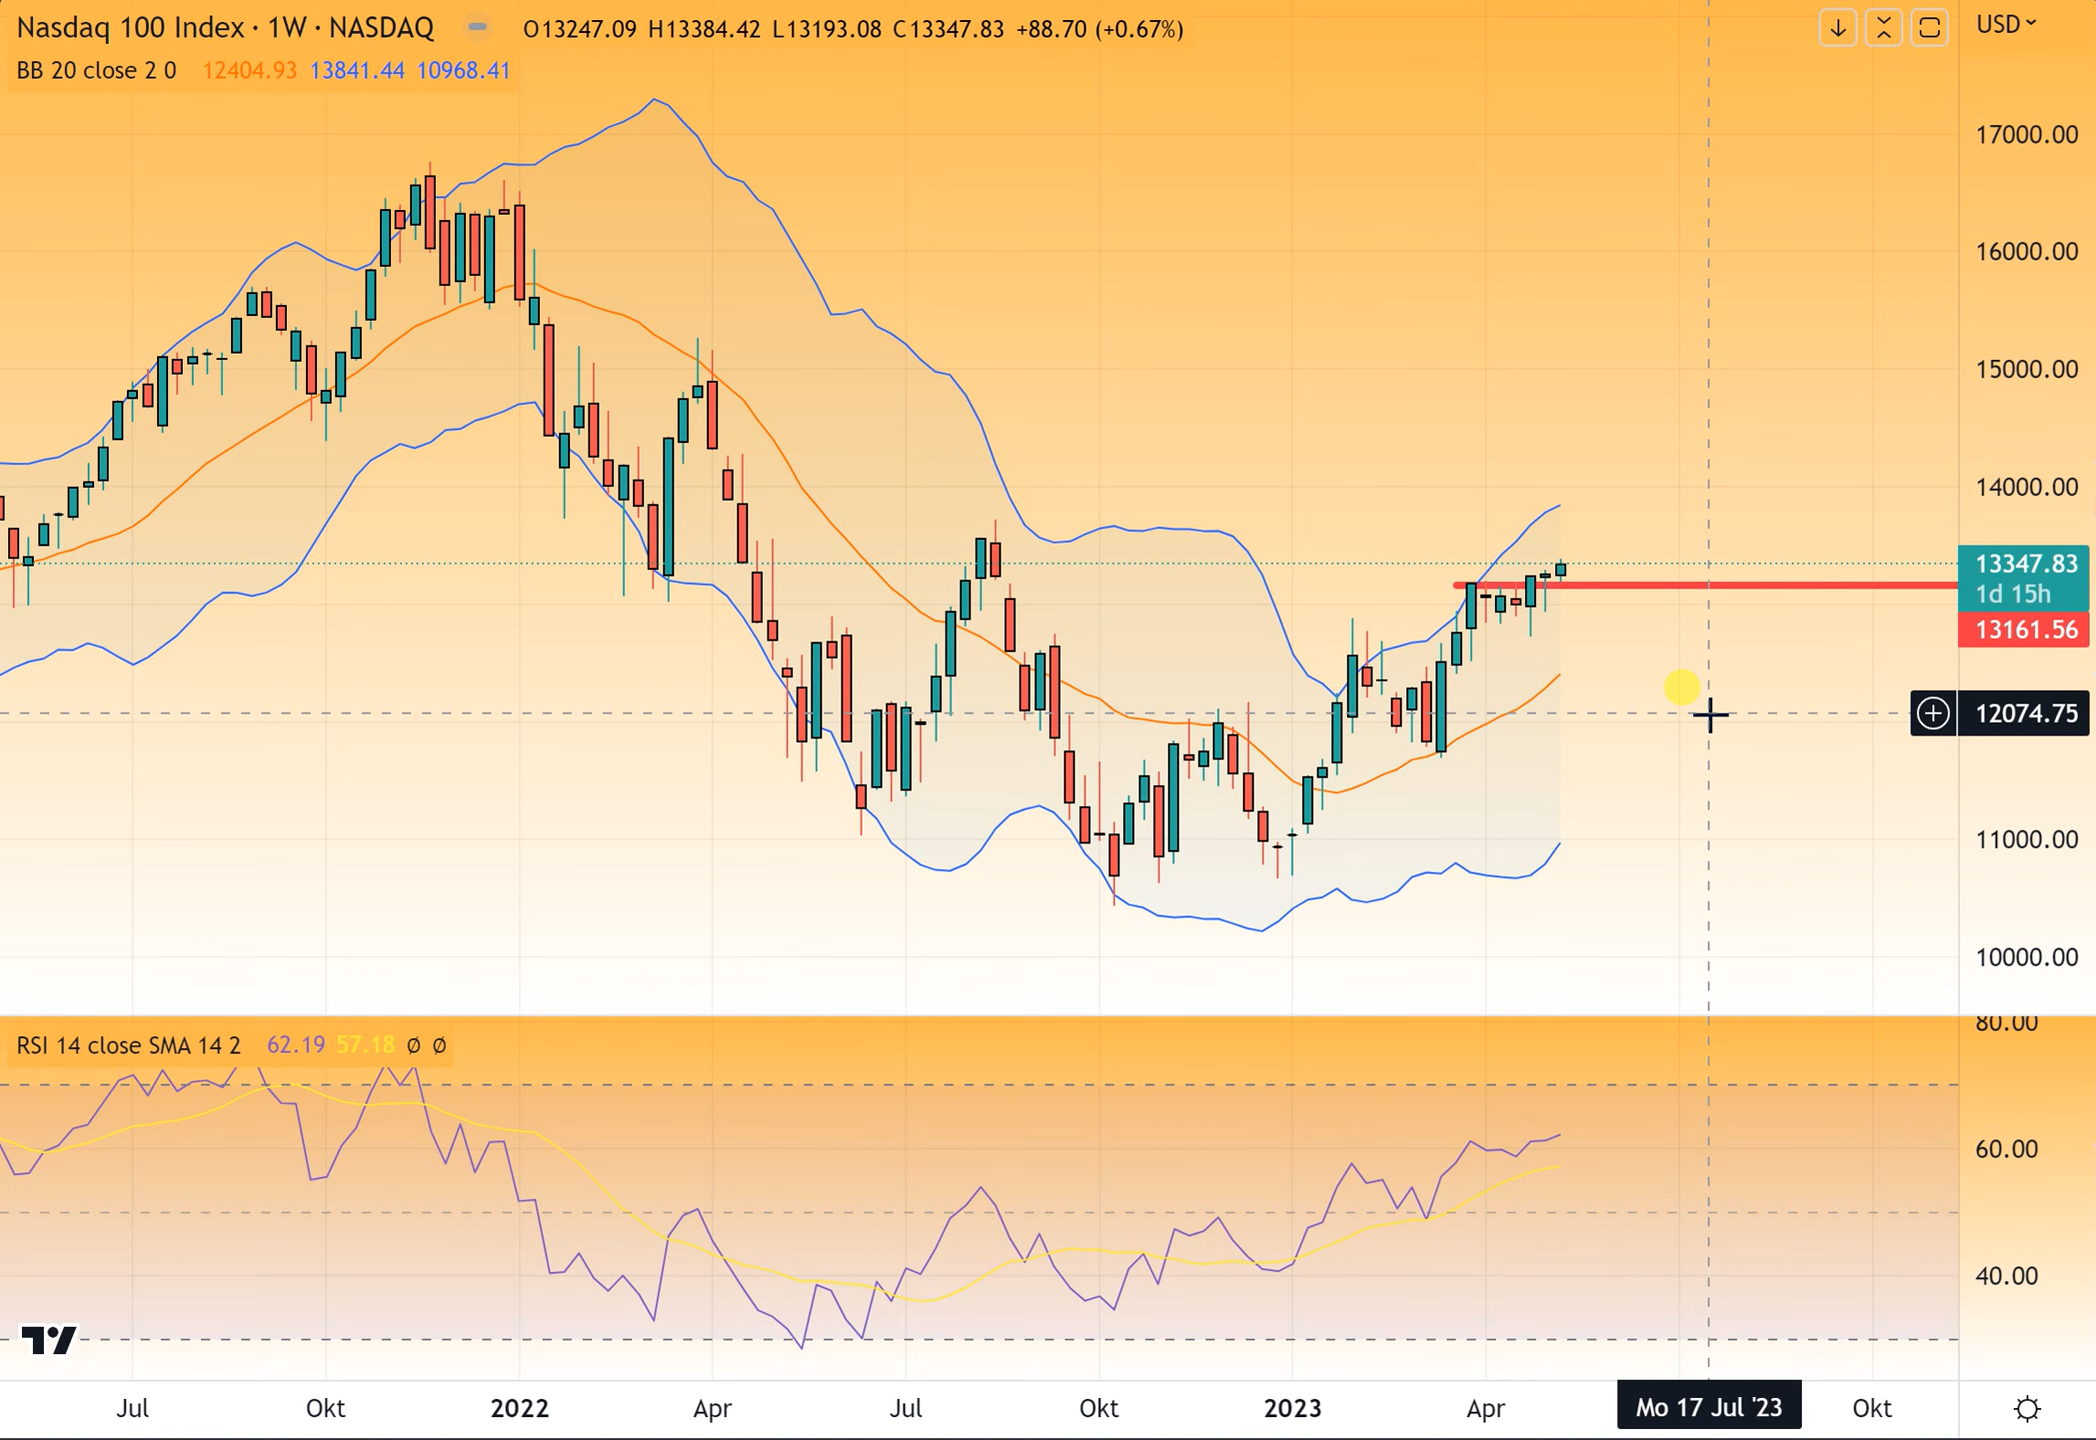 Nasdaq 100 Index · 1W · NASDAQ O13247.09 H13384.42 L13193.08 C13347.83 +88.70 (+0.67%) USD
BB 20 close 2 0 12404.93 13841.44 10968.41
17000.00
16000.00
15000.00
14000.00
13347.83
1d 15h
13161.56
12074.75
11000.00
10000.00
80.00
RSI 14 close SMA 14 2 62.19 57.18 Ø Ø
60.00
40.00
Jul Okt 2022 Apr Jul Okt 2023 Apr Mo 17 Jul '23 Okt